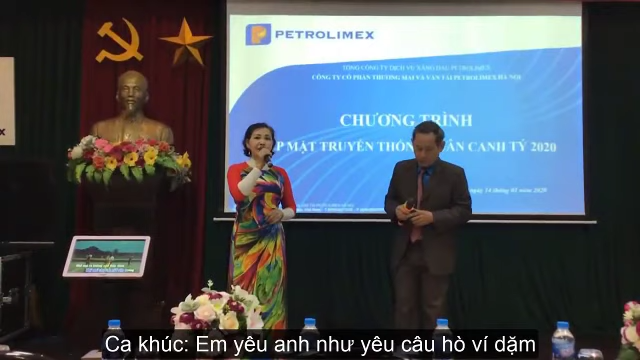 PETROLIMEX
TỔNG CÔNG TY DỊCH VỤ XĂNG DẦU PETROLIMEX
CÔNG TY CỔ PHẦN THƯƠNG MẠI VÀ VẬN TẢI PETROLIMEX HÀ NỘI
CHƯƠNG TRÌNH
P MẶT TRUYỀN THỐN ÂN CANH TÝ 2020
ngày 14 tháng 01 năm 2020
Ca khúc: Em yêu anh như yêu câu hò ví dặm